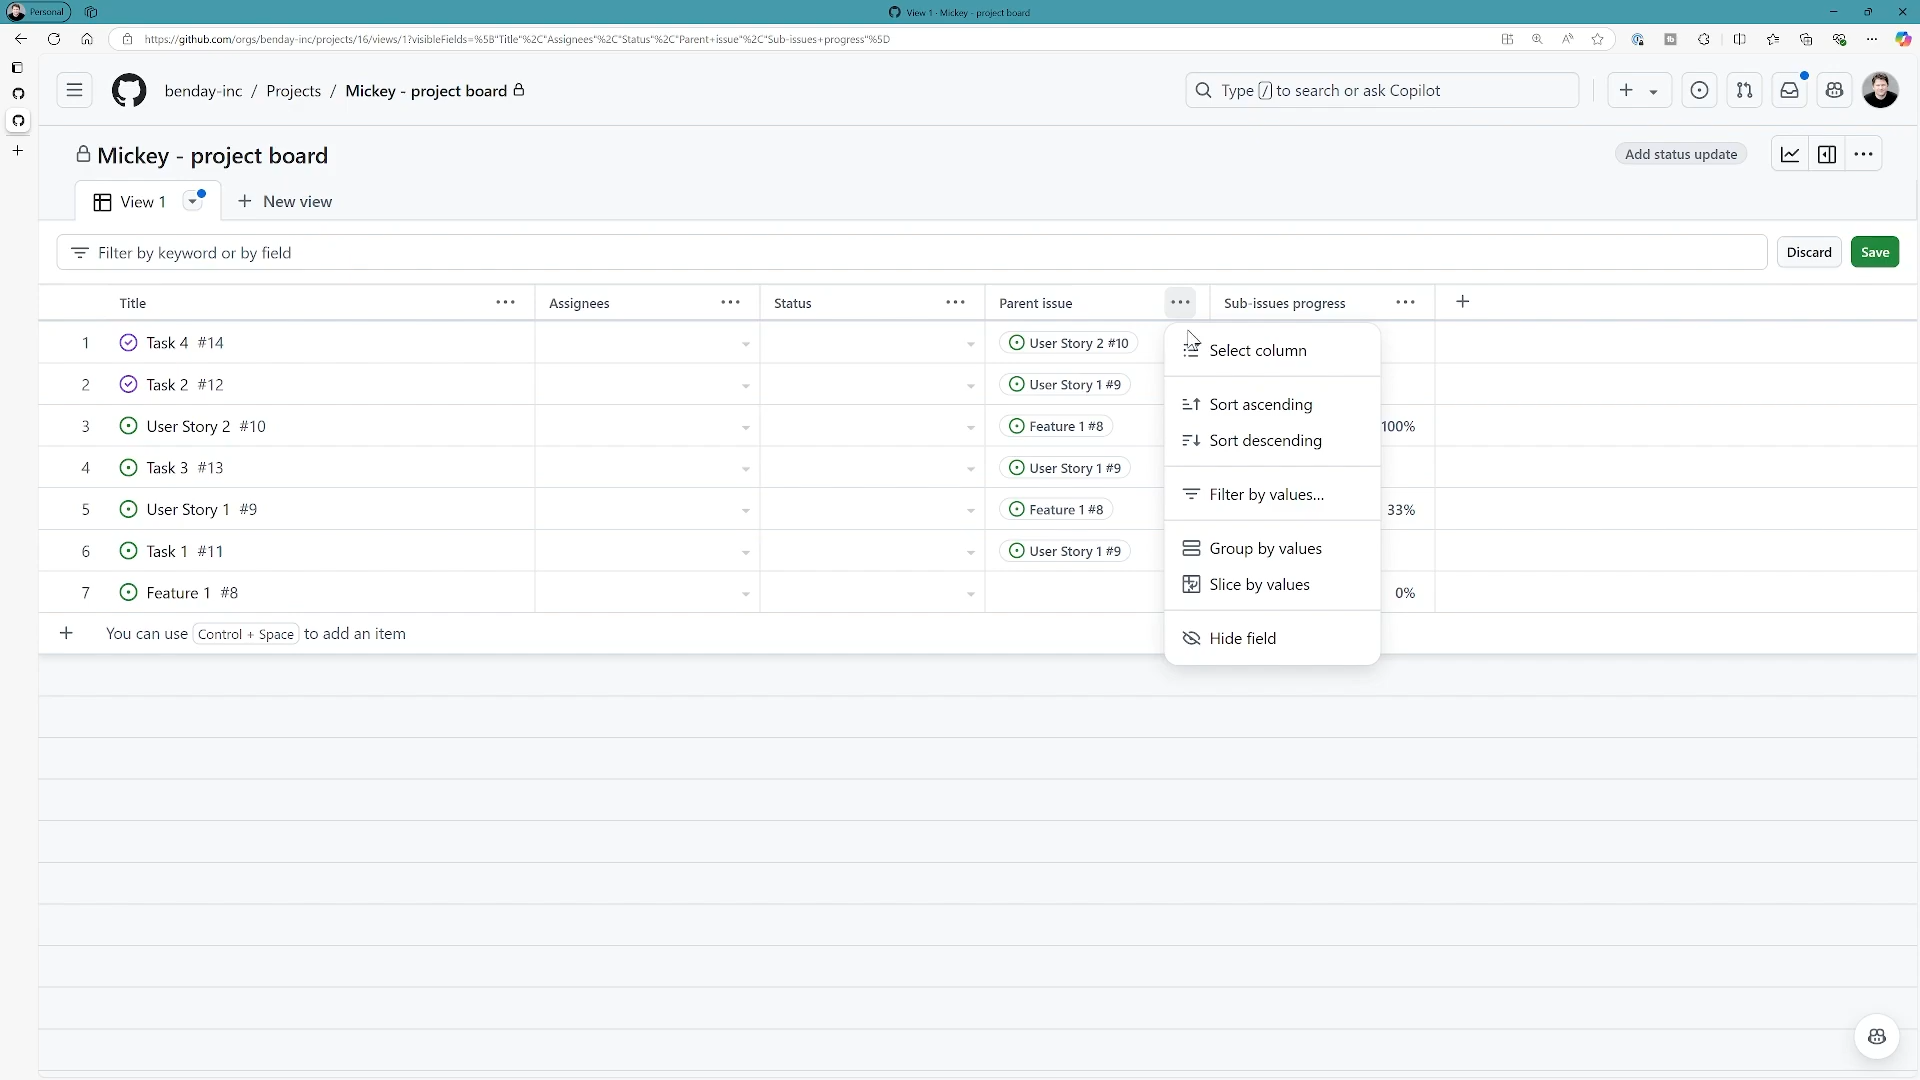 Personal
View 1 · Mickey - project board
https://github.com/orgs/benday-inc/projects/16/views/1?visibleFields=%5B"Title"%2C"Assignees"%2C"Status"%2C"Parent+issue"%2C"Sub-issues+progress"%5D
benday-inc / Projects / Mickey - project board
Type / to search or ask Copilot
Mickey - project board
Add status update
View 1
New view
Filter by keyword or by field
Discard
Save
Title Assignees Status Parent issue Sub-issues progress
1 Task 4 #14 User Story 2 #10
2 Task 2 #12 User Story 1 #9
3 User Story 2 #10 Feature 1 #8 100%
4 Task 3 #13 User Story 1 #9
5 User Story 1 #9 Feature 1 #8 33%
6 Task 1 #11 User Story 1 #9
7 Feature 1 #8 0%
You can use Control + Space to add an item
Select column
Sort ascending
Sort descending
Filter by values...
Group by values
Slice by values
Hide field